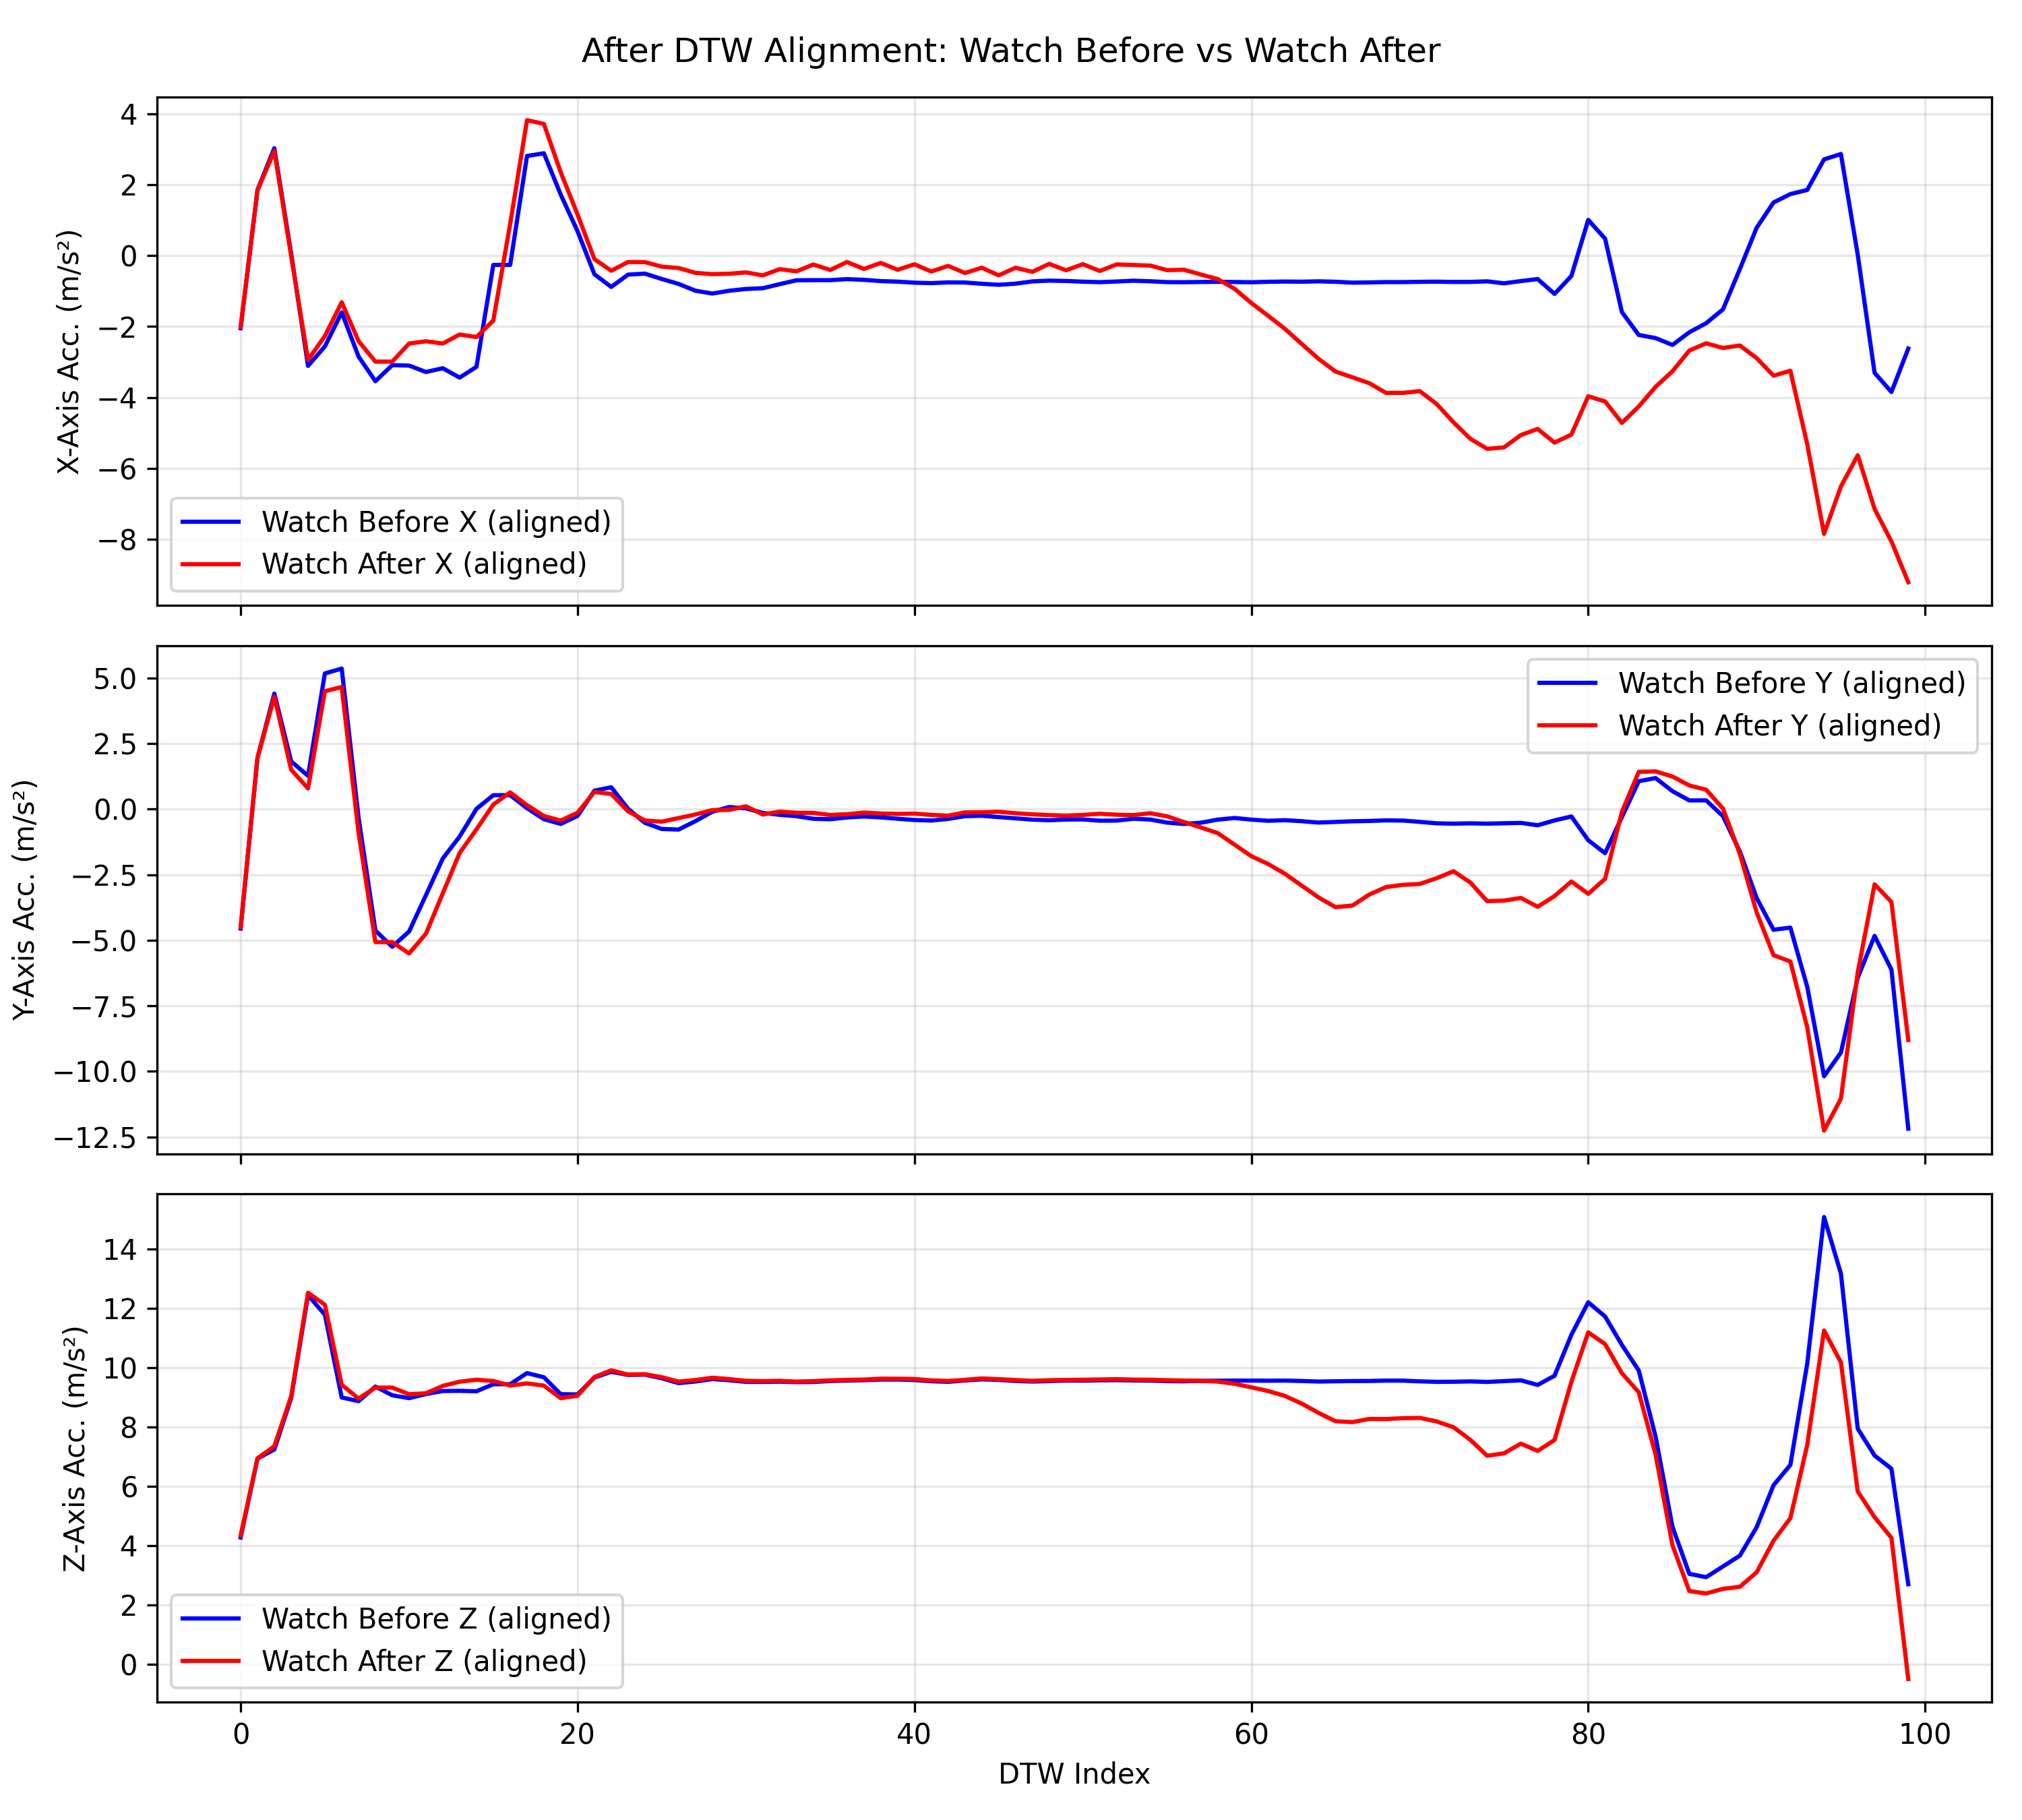 After DTW Alignment: Watch Before vs Watch After
X-Axis Acc. (m/s²)
4
2
0
−2
−4
−6
−8
Watch Before X (aligned)
Watch After X (aligned)
Y-Axis Acc. (m/s²)
5.0
2.5
0.0
−2.5
−5.0
−7.5
−10.0
−12.5
Watch Before Y (aligned)
Watch After Y (aligned)
Z-Axis Acc. (m/s²)
14
12
10
8
6
4
2
0
Watch Before Z (aligned)
Watch After Z (aligned)
0 20 40 60 80 100
DTW Index